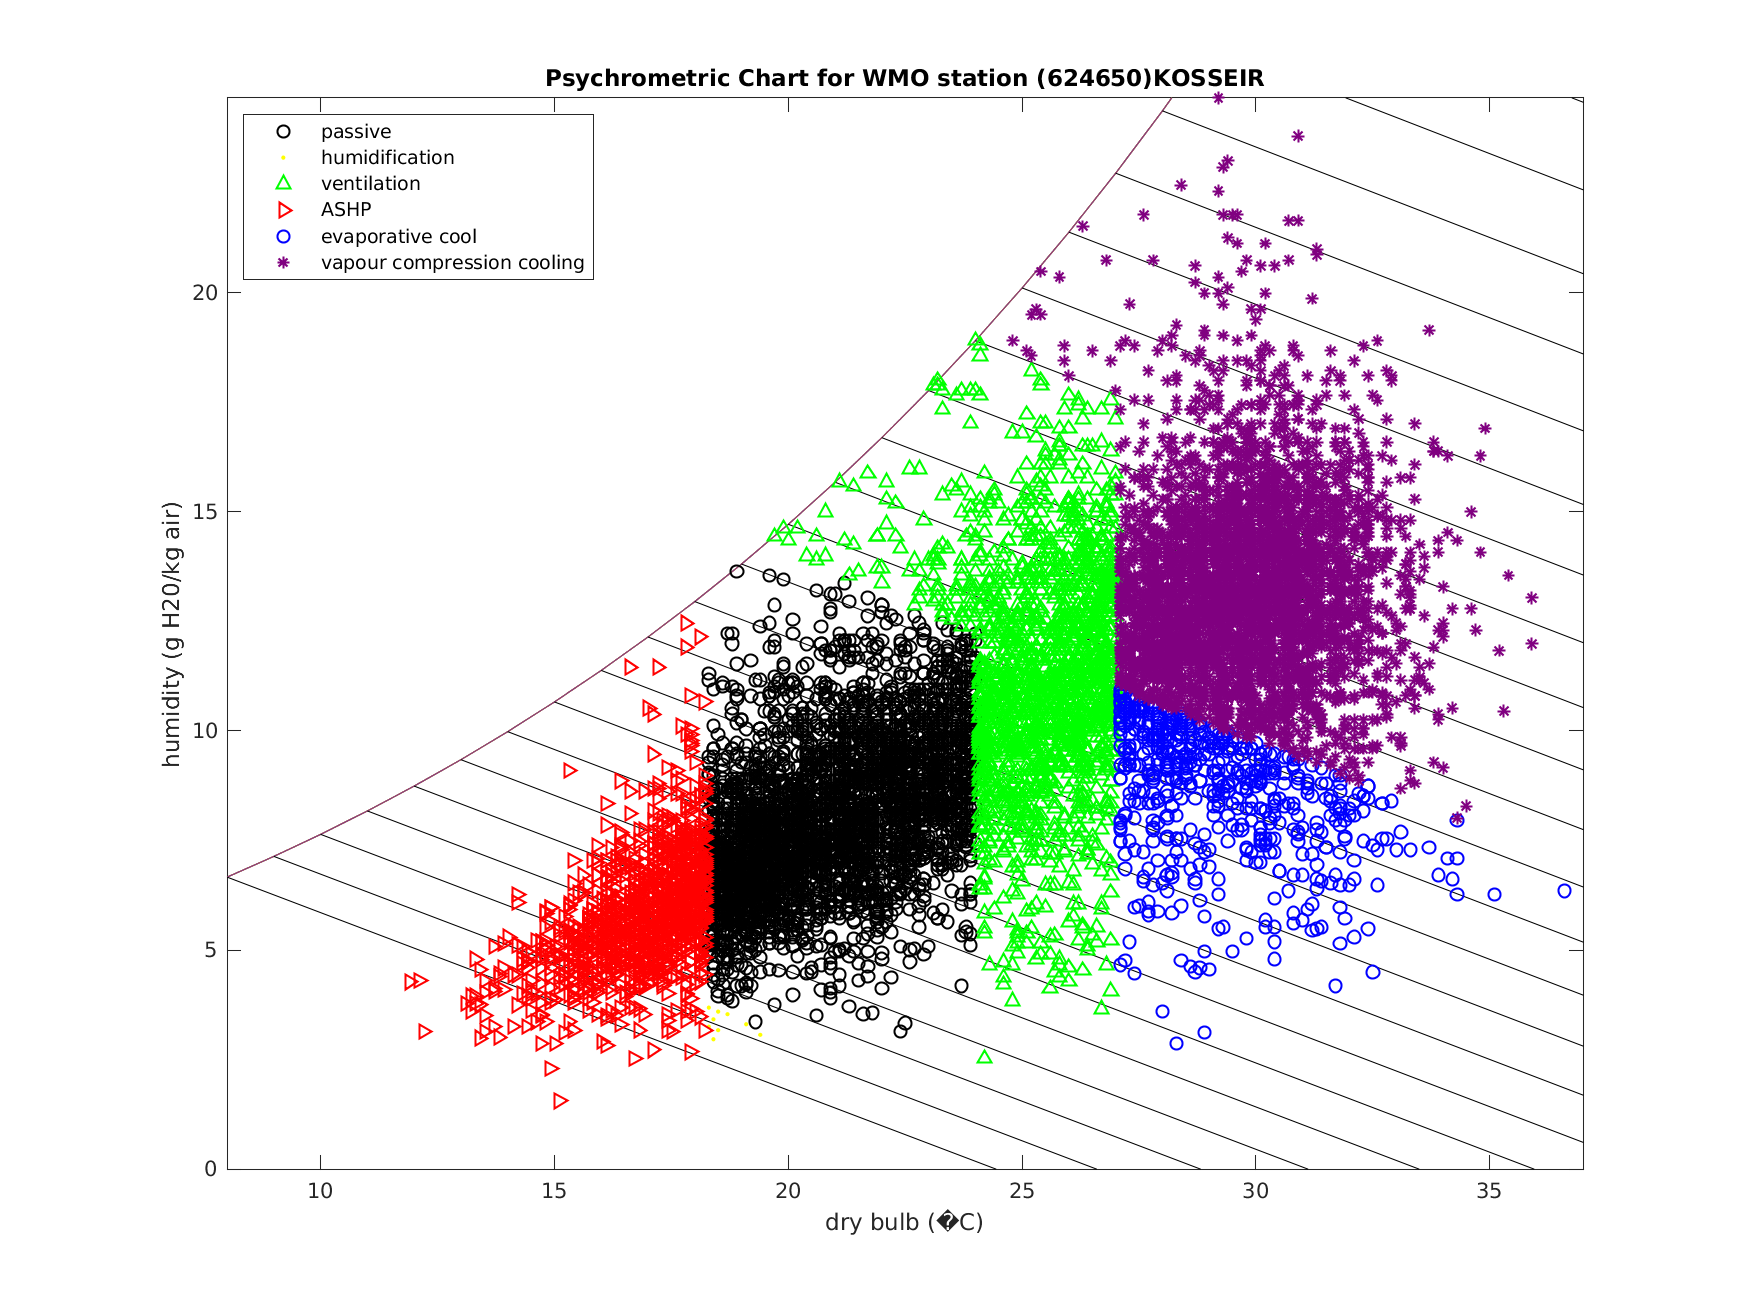 Psychrometric Chart for WMO station (624650)KOSSEIR
passive
humidification
ventilation
ASHP
evaporative cool
vapour compression cooling
humidity (g H20/kg air)
20
15
10
5
0
10 15 20 25 30 35
dry bulb (�C)